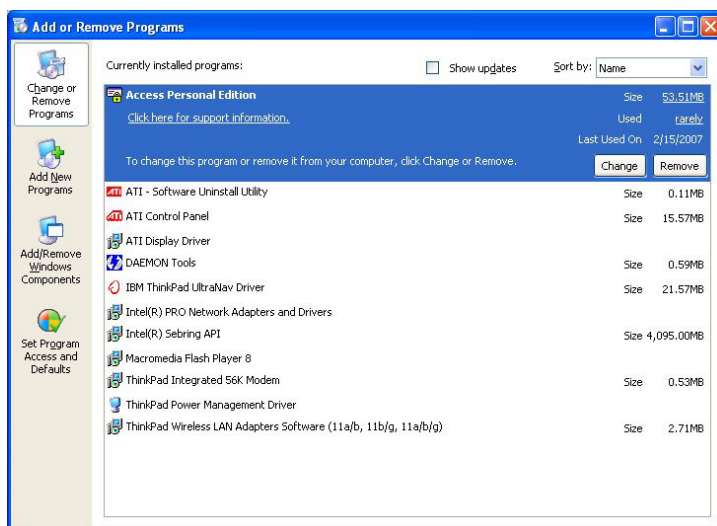 Add or Remove Programs
Change or
Remove
Programs
Add New
Programs
Add/Remove
Windows
Components
Set Program
Access and
Defaults
Currently installed programs:
Show updates
Sort by: Name
Access Personal Edition
Size 53.51MB
Click here for support information.
Used rarely
Last Used On 2/15/2007
To change this program or remove it from your computer, click Change or Remove.
Change Remove
ATI - Software Uninstall Utility Size 0.11MB
ATI Control Panel Size 15.57MB
ATI Display Driver
DAEMON Tools Size 0.59MB
IBM ThinkPad UltraNav Driver Size 21.57MB
Intel(R) PRO Network Adapters and Drivers
Intel(R) Sebring API Size 4,095.00MB
Macromedia Flash Player 8
ThinkPad Integrated 56K Modem Size 0.53MB
ThinkPad Power Management Driver
ThinkPad Wireless LAN Adapters Software (11a/b, 11b/g, 11a/b/g) Size 2.71MB